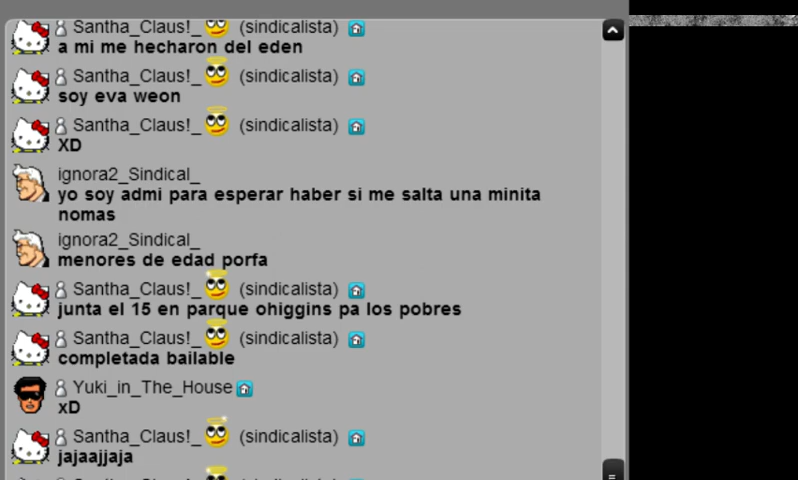 Santha_Claus!_ (sindicalista)
a mi me hecharon del eden
Santha_Claus!_ (sindicalista)
soy eva weon
Santha_Claus!_ (sindicalista)
XD
ignora2_Sindical_
yo soy admi para esperar haber si me salta una minita
nomas
ignora2_Sindical_
menores de edad porfa
Santha_Claus!_ (sindicalista)
junta el 15 en parque ohiggins pa los pobres
Santha_Claus!_ (sindicalista)
completada bailable
Yuki_in_The_House
xD
Santha_Claus!_ (sindicalista)
jajaajjaja